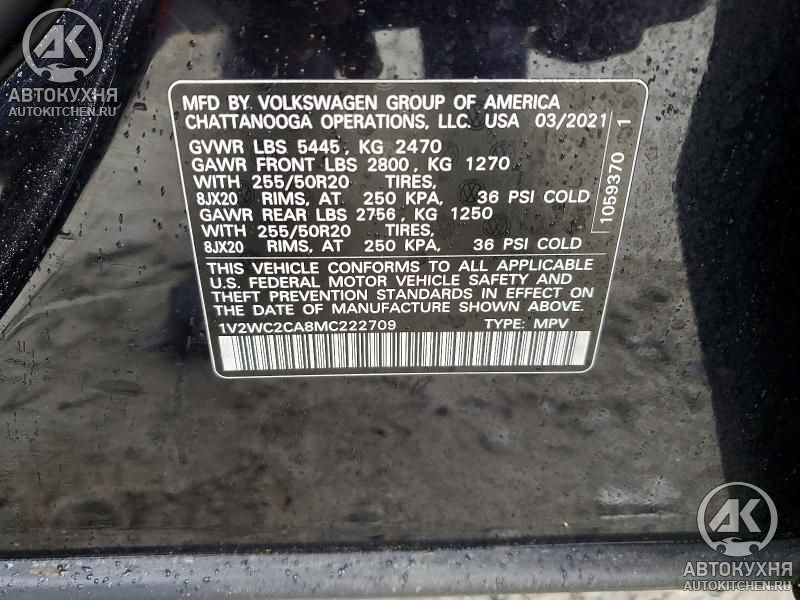 AK
АВТОКУХНЯ
AUTOKITCHEN.RU
MFD BY VOLKSWAGEN GROUP OF AMERICA
CHATTANOOGA OPERATIONS, LLC. USA 03/2021
GVWR LBS 5445, KG 2470
GAWR FRONT LBS 2800, KG 1270
WITH 255/50R20 TIRES,
8JX20 RIMS, AT 250 KPA, 36 PSI COLD
GAWR REAR LBS 2756, KG 1250
WITH 255/50R20 TIRES,
8JX20 RIMS, AT 250 KPA, 36 PSI COLD
1059370 1
THIS VEHICLE CONFORMS TO ALL APPLICABLE
U.S. FEDERAL MOTOR VEHICLE SAFETY AND
THEFT PREVENTION STANDARDS IN EFFECT ON
THE DATE OF MANUFACTURE SHOWN ABOVE.
1V2WC2CA8MC222709 TYPE: MPV
AK
АВТОКУХНЯ
AUTOKITCHEN.RU